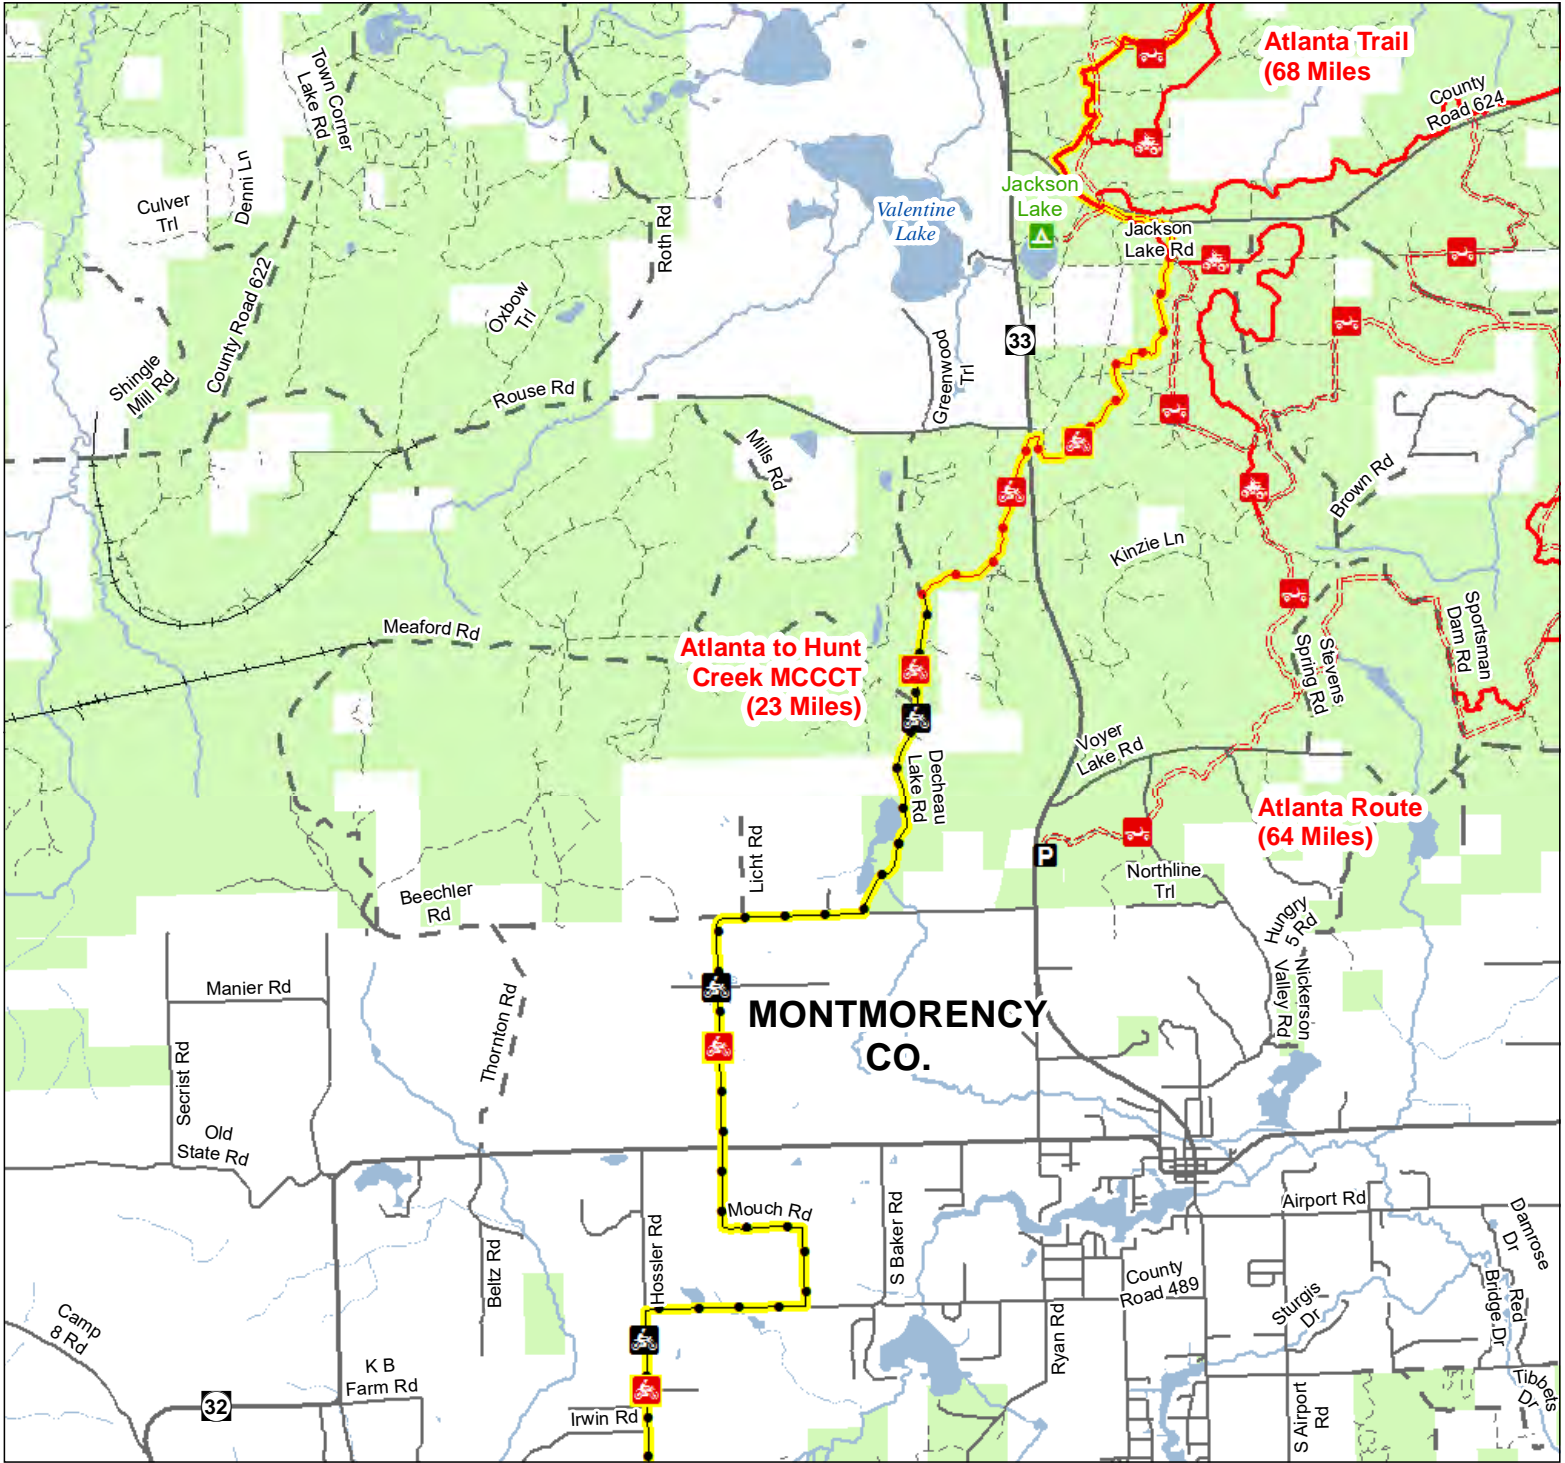 Atlanta Trail
(68 Miles
County
Road 624
Town Corner
Lake Rd
Denni Ln
Culver
Trl
Jackson
Lake
Valentine
Lake
Jackson
Lake Rd
Roth Rd
County Road 622
Oxbow
Trl
33
Greenwood
Trl
Shingle
Mill Rd
Rouse Rd
Mills Rd
Brown Rd
Kinzie Ln
Meaford Rd
Atlanta to Hunt
Creek MCCCT
(23 Miles)
Sportsman
Dam Rd
Stevens
Spring Rd
Voyer
Lake Rd
Decheau
Lake Rd
Atlanta Route
(64 Miles)
Licht Rd
P
Northline
Trl
Beechler
Rd
Hungry
5 Rd
Nickerson
Valley Rd
Manier Rd
Thornton Rd
MONTMORENCY
CO.
Secrist Rd
Old
State Rd
Mouch Rd
Airport Rd
S Baker Rd
Hossler Rd
Beltz Rd
Damrose
Dr
Red
Bridge Dr
County
Road 489
Sturgis
Dr
Camp
8 Rd
Ryan Rd
K B
Farm Rd
Tibbets
Dr
32
Irwin Rd
S Airport
Rd